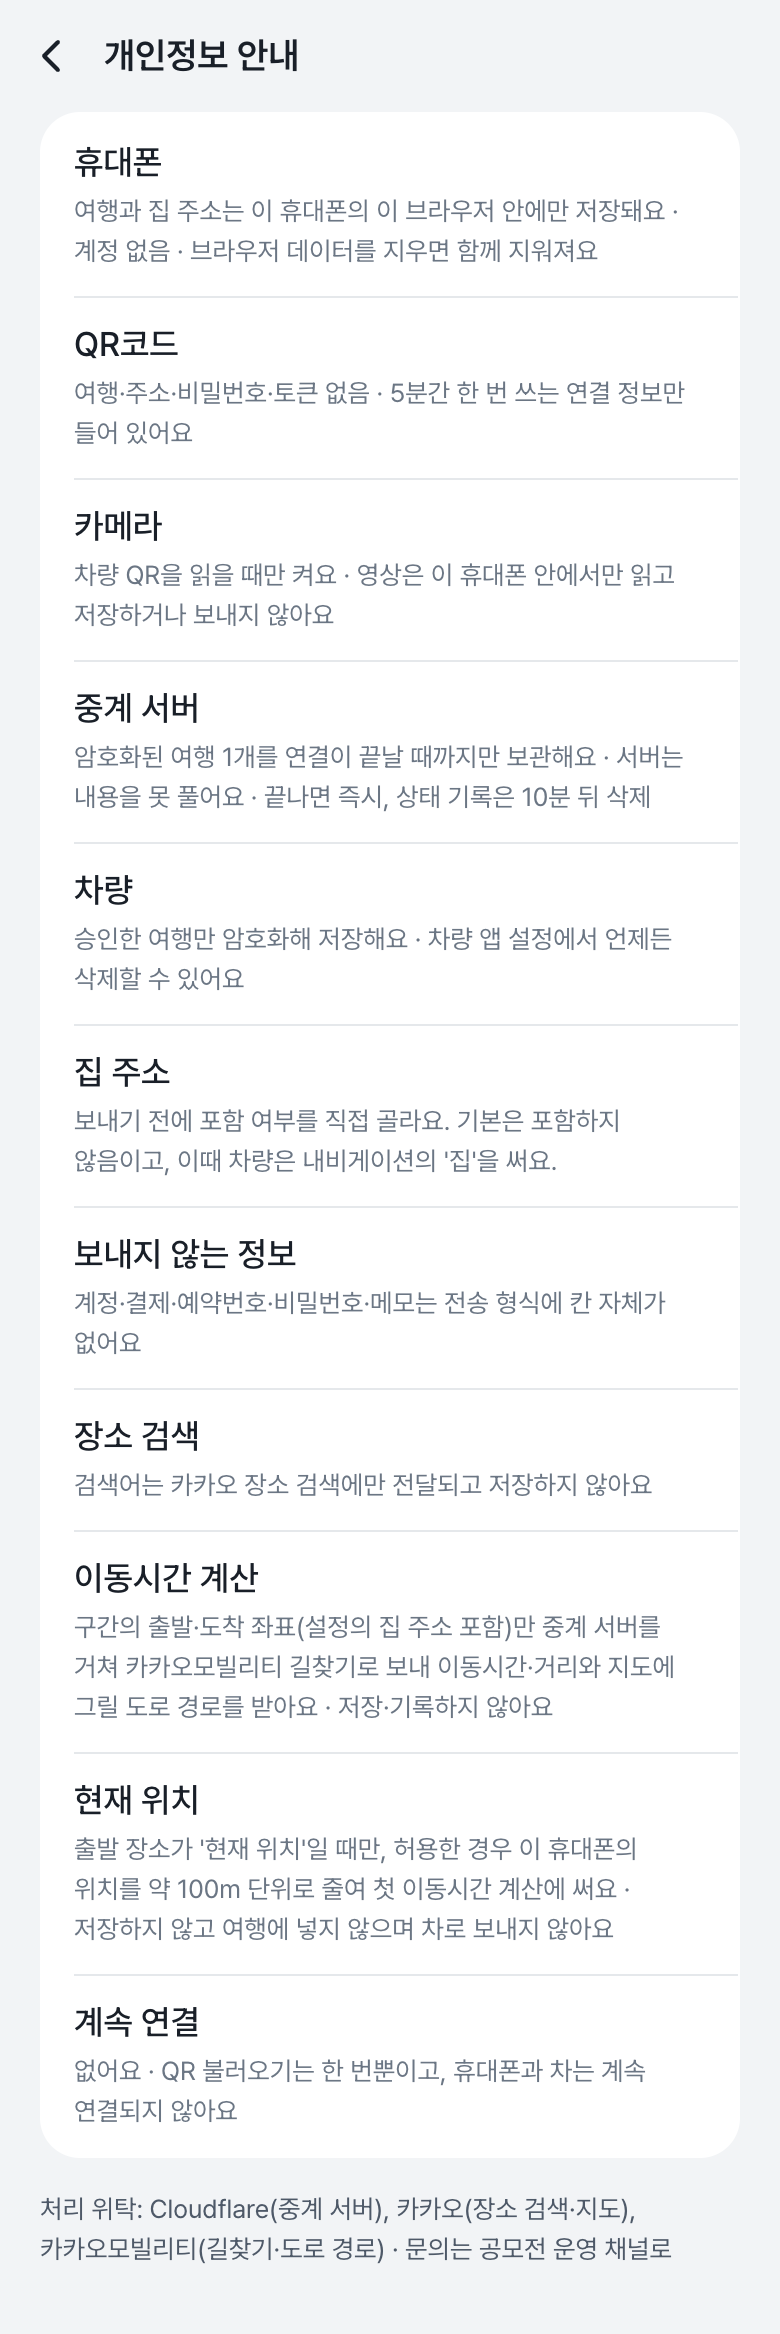 개인정보 안내
휴대폰
여행과 집 주소는 이 휴대폰의 이 브라우저 안에만 저장돼요 ·
계정 없음 · 브라우저 데이터를 지우면 함께 지워져요
QR코드
여행·주소·비밀번호·토큰 없음 · 5분간 한 번 쓰는 연결 정보만
들어 있어요
카메라
차량 QR을 읽을 때만 켜요 · 영상은 이 휴대폰 안에서만 읽고
저장하거나 보내지 않아요
중계 서버
암호화된 여행 1개를 연결이 끝날 때까지만 보관해요 · 서버는
내용을 못 풀어요 · 끝나면 즉시, 상태 기록은 10분 뒤 삭제
차량
승인한 여행만 암호화해 저장해요 · 차량 앱 설정에서 언제든
삭제할 수 있어요
집 주소
보내기 전에 포함 여부를 직접 골라요. 기본은 포함하지
않음이고, 이때 차량은 내비게이션의 '집'을 써요.
보내지 않는 정보
계정·결제·예약번호·비밀번호·메모는 전송 형식에 칸 자체가
없어요
장소 검색
검색어는 카카오 장소 검색에만 전달되고 저장하지 않아요
이동시간 계산
구간의 출발·도착 좌표(설정의 집 주소 포함)만 중계 서버를
거쳐 카카오모빌리티 길찾기로 보내 이동시간·거리와 지도에
그릴 도로 경로를 받아요 · 저장·기록하지 않아요
현재 위치
출발 장소가 '현재 위치'일 때만, 허용한 경우 이 휴대폰의
위치를 약 100m 단위로 줄여 첫 이동시간 계산에 써요 ·
저장하지 않고 여행에 넣지 않으며 차로 보내지 않아요
계속 연결
없어요 · QR 불러오기는 한 번뿐이고, 휴대폰과 차는 계속
연결되지 않아요
처리 위탁: Cloudflare(중계 서버), 카카오(장소 검색·지도),
카카오모빌리티(길찾기·도로 경로) · 문의는 공모전 운영 채널로